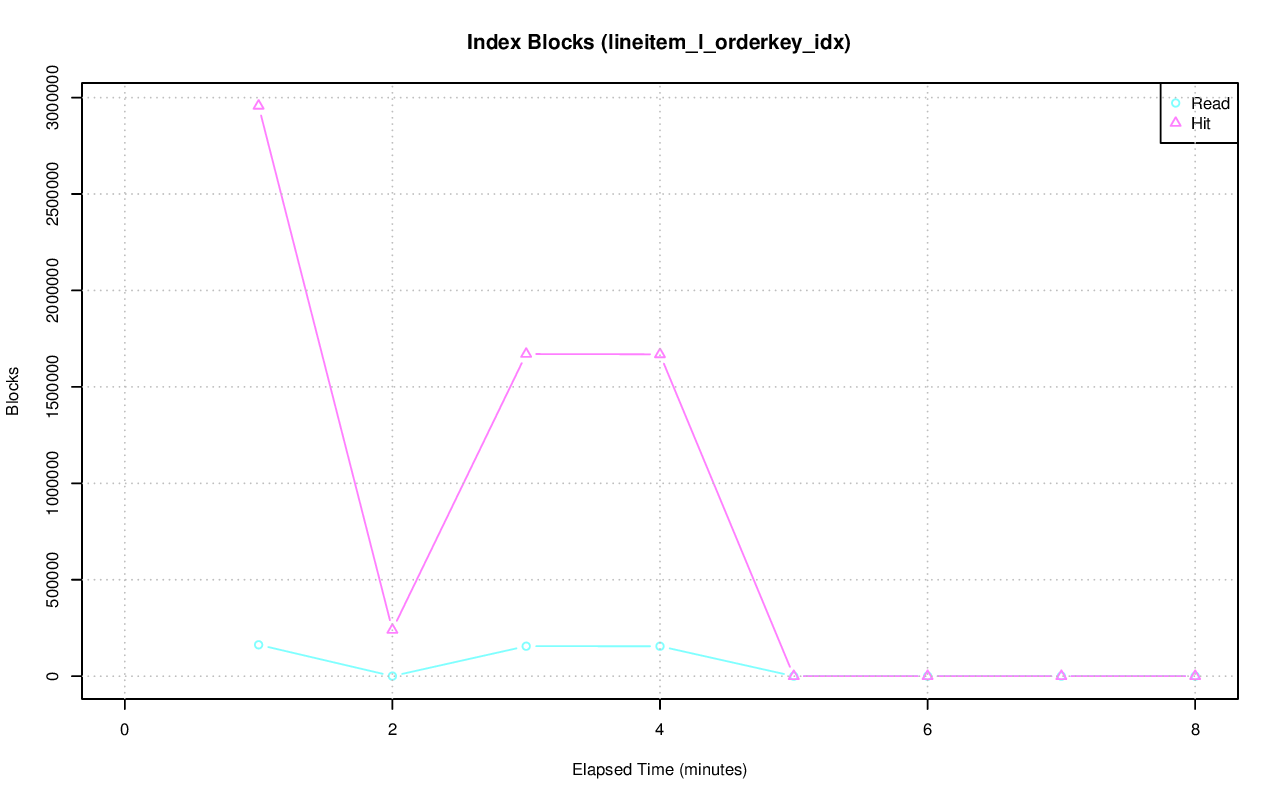 Index Blocks (lineitem_l_orderkey_idx)
Read
Hit
Blocks
3000000
2500000
2000000
1500000
1000000
500000
0
0 2 4 6 8
Elapsed Time (minutes)